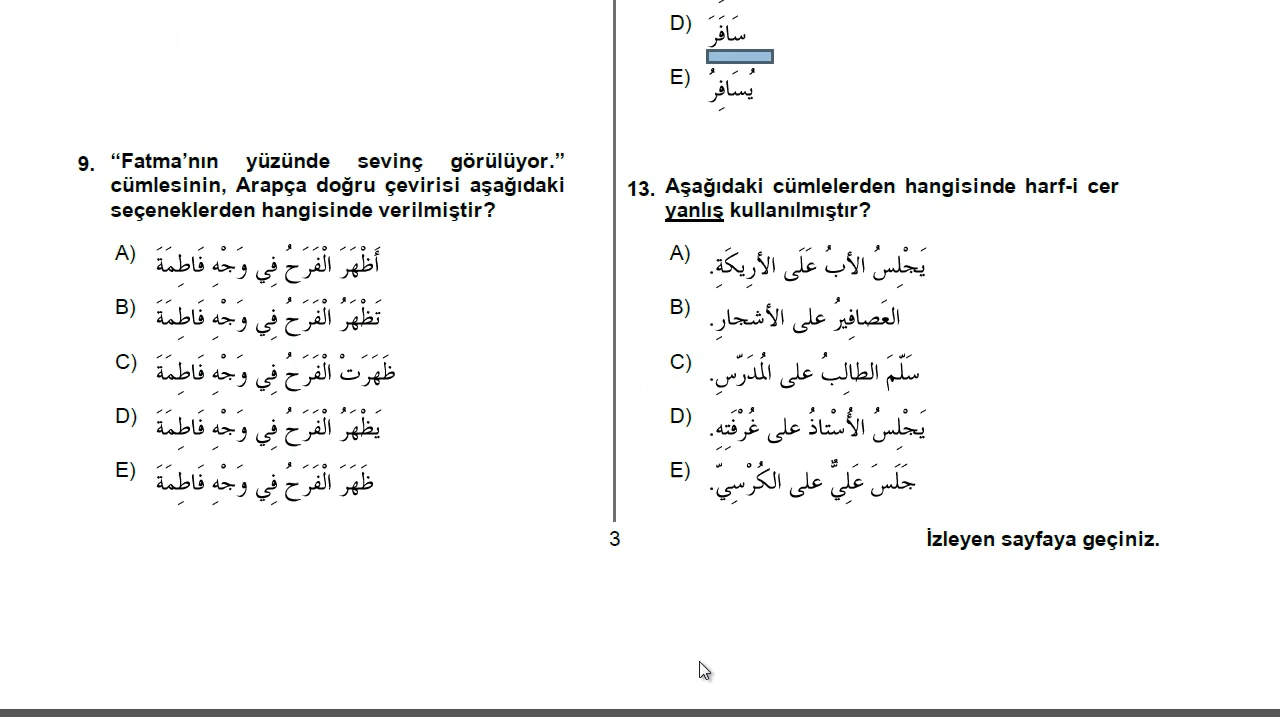 9. “Fatma’nın yüzünde sevinç görülüyor.”
cümlesinin, Arapça doğru çevirisi aşağıdaki
seçeneklerden hangisinde verilmiştir?
A) أَظْهَرَ الْفَرَحُ فِي وَجْهِ فَاطِمَةَ
B) تَظْهَرُ الْفَرَحُ فِي وَجْهِ فَاطِمَةَ
C) ظَهَرَتْ الْفَرَحُ فِي وَجْهِ فَاطِمَةَ
D) يَظْهَرُ الْفَرَحُ فِي وَجْهِ فَاطِمَةَ
E) ظَهَرَ الْفَرَحُ فِي وَجْهِ فَاطِمَةَ
D) سَافَرَ
E) يُسَافِرُ
13. Aşağıdaki cümlelerden hangisinde harf-i cer
yanlış kullanılmıştır?
A) يَجْلِسُ الأبُ عَلَى الأرِيكَةِ.
B) العَصافِيرُ على الأشجارِ.
C) سَلَّمَ الطالِبُ على المُدَرّسِ.
D) يَجْلِسُ الأُسْتاذُ على غُرْفَتِهِ.
E) جَلَسَ عَلِيٌّ على الكُرْسِيّ.
3
İzleyen sayfaya geçiniz.